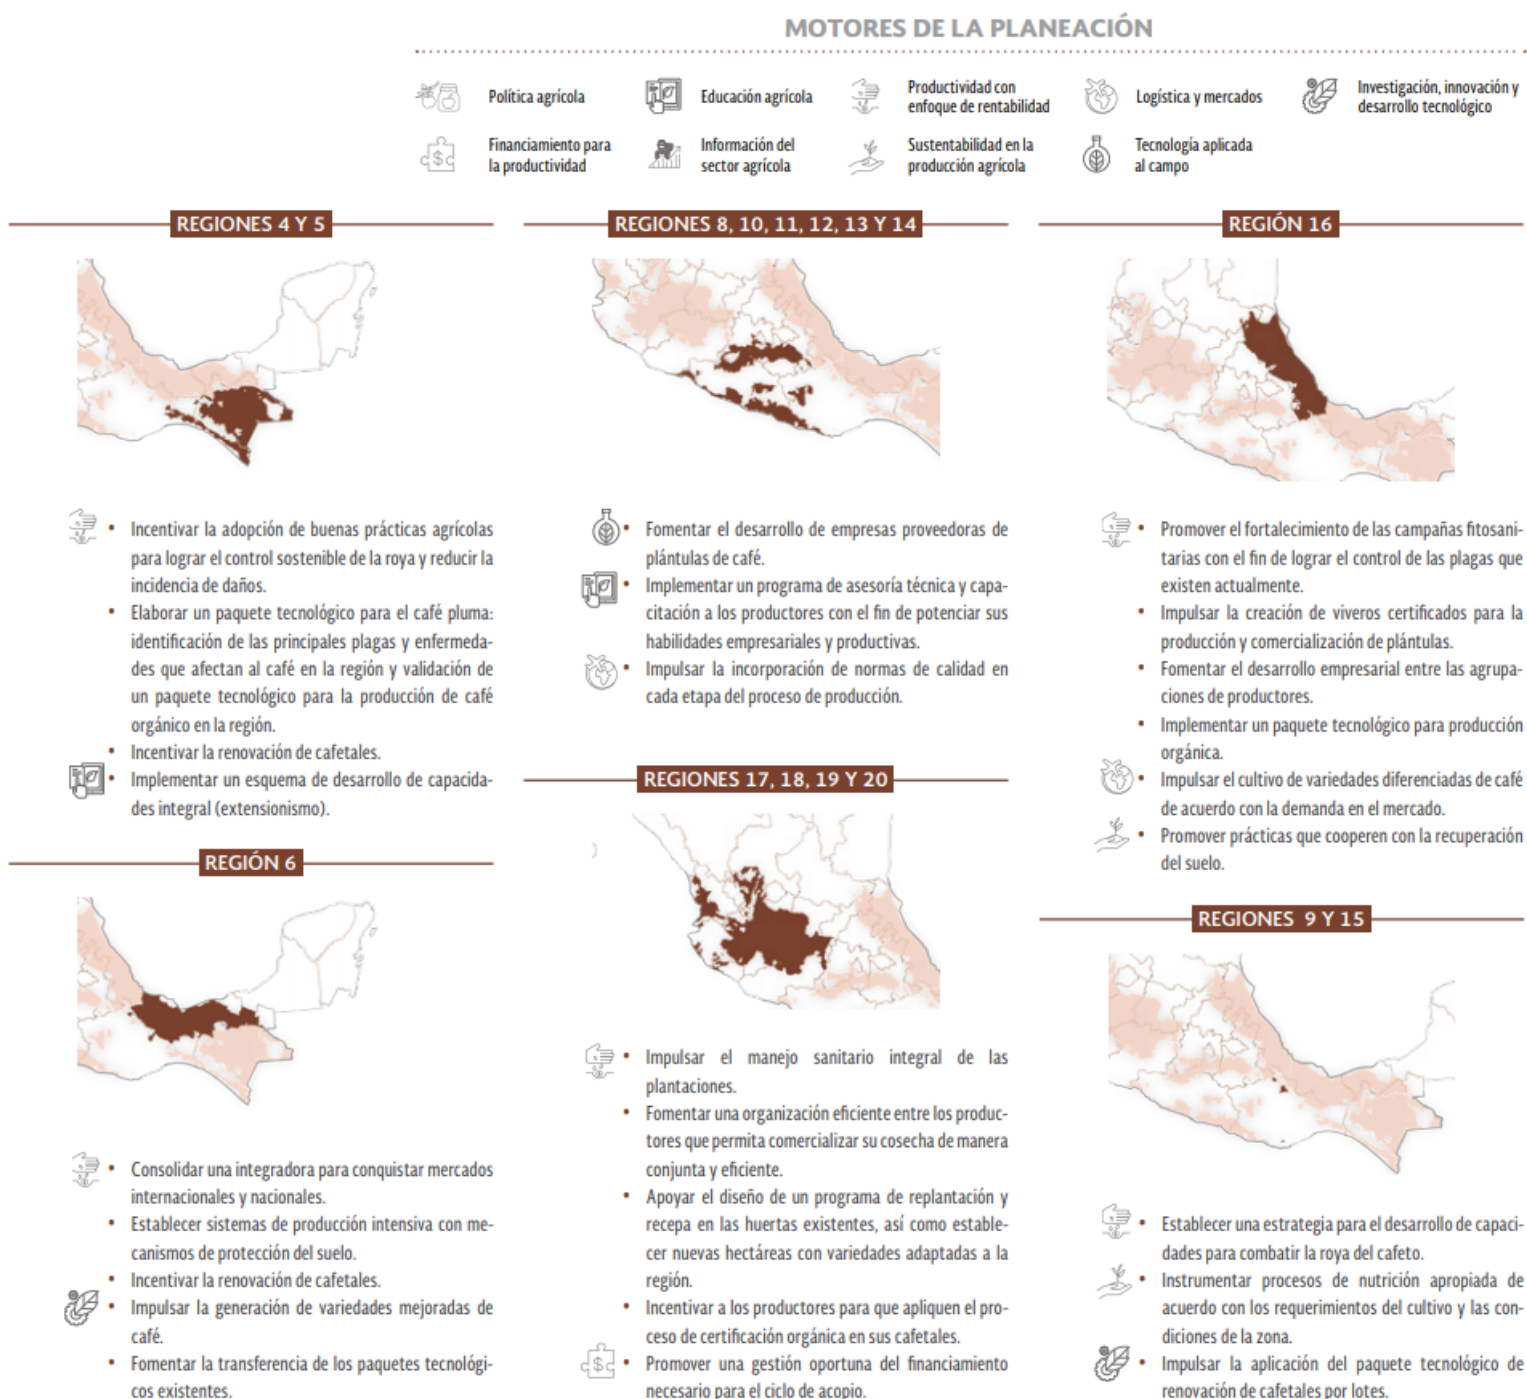 MOTORES DE LA PLANEACIÓN
Política agrícola
Educación agrícola
Productividad con
enfoque de rentabilidad
Logística y mercados
Investigación, innovación y
desarrollo tecnológico
Financiamiento para
la productividad
Información del
sector agrícola
Sustentabilidad en la
producción agrícola
Tecnología aplicada
al campo
REGIONES 4 Y 5
• Incentivar la adopción de buenas prácticas agrícolas
para lograr el control sostenible de la roya y reducir la
incidencia de daños.
• Elaborar un paquete tecnológico para el café pluma:
identificación de las principales plagas y enfermeda-
des que afectan al café en la región y validación de
un paquete tecnológico para la producción de café
orgánico en la región.
• Incentivar la renovación de cafetales.
• Implementar un esquema de desarrollo de capacida-
des integral (extensionismo).
REGIÓN 6
• Consolidar una integradora para conquistar mercados
internacionales y nacionales.
• Establecer sistemas de producción intensiva con me-
canismos de protección del suelo.
• Incentivar la renovación de cafetales.
• Impulsar la generación de variedades mejoradas de
café.
• Fomentar la transferencia de los paquetes tecnológi-
cos existentes.
REGIONES 8, 10, 11, 12, 13 Y 14
• Fomentar el desarrollo de empresas proveedoras de
plántulas de café.
• Implementar un programa de asesoría técnica y capa-
citación a los productores con el fin de potenciar sus
habilidades empresariales y productivas.
• Impulsar la incorporación de normas de calidad en
cada etapa del proceso de producción.
REGIONES 17, 18, 19 Y 20
• Impulsar el manejo sanitario integral de las
plantaciones.
• Fomentar una organización eficiente entre los produc-
tores que permita comercializar su cosecha de manera
conjunta y eficiente.
• Apoyar el diseño de un programa de replantación y
recepa en las huertas existentes, así como estable-
cer nuevas hectáreas con variedades adaptadas a la
región.
• Incentivar a los productores para que apliquen el pro-
ceso de certificación orgánica en sus cafetales.
• Promover una gestión oportuna del financiamiento
necesario para el ciclo de acopio.
REGIÓN 16
• Promover el fortalecimiento de las campañas fitosani-
tarias con el fin de lograr el control de las plagas que
existen actualmente.
• Impulsar la creación de viveros certificados para la
producción y comercialización de plántulas.
• Fomentar el desarrollo empresarial entre las agrupa-
ciones de productores.
• Implementar un paquete tecnológico para producción
orgánica.
• Impulsar el cultivo de variedades diferenciadas de café
de acuerdo con la demanda en el mercado.
• Promover prácticas que cooperen con la recuperación
del suelo.
REGIONES 9 Y 15
• Establecer una estrategia para el desarrollo de capaci-
dades para combatir la roya del cafeto.
• Instrumentar procesos de nutrición apropiada de
acuerdo con los requerimientos del cultivo y las con-
diciones de la zona.
• Impulsar la aplicación del paquete tecnológico de
renovación de cafetales por lotes.